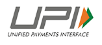 UPI
UNIFIED PAYMENTS INTERFACE